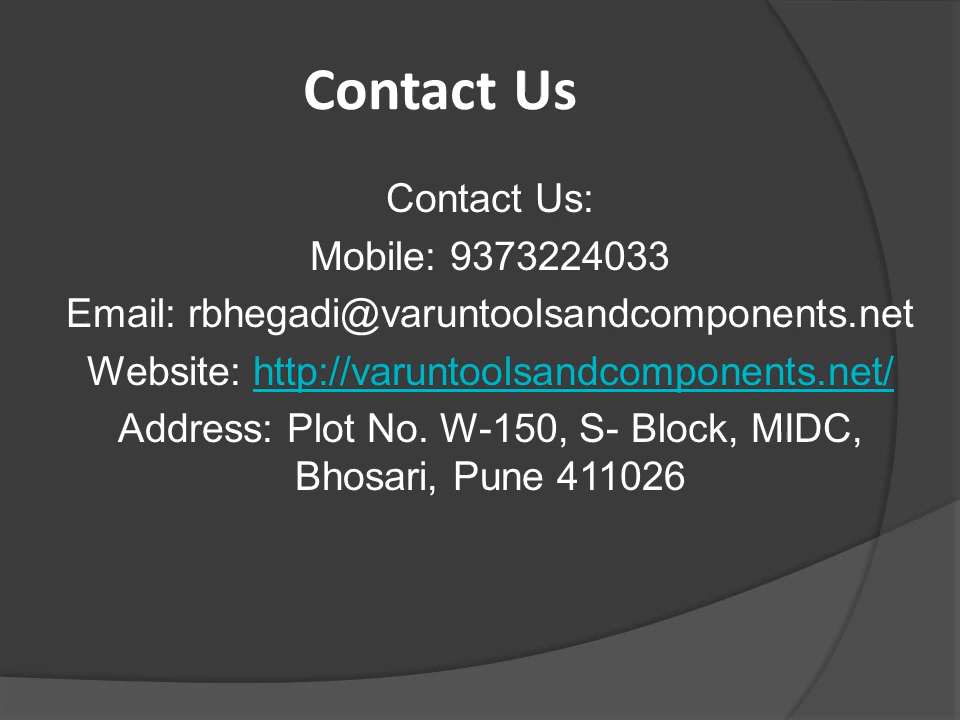 Contact Us
Contact Us:
Mobile: 9373224033
Email: rbhegadi@varuntoolsandcomponents.net
Website: http://varuntoolsandcomponents.net/
Address: Plot No. W-150, S- Block, MIDC,
Bhosari, Pune 411026